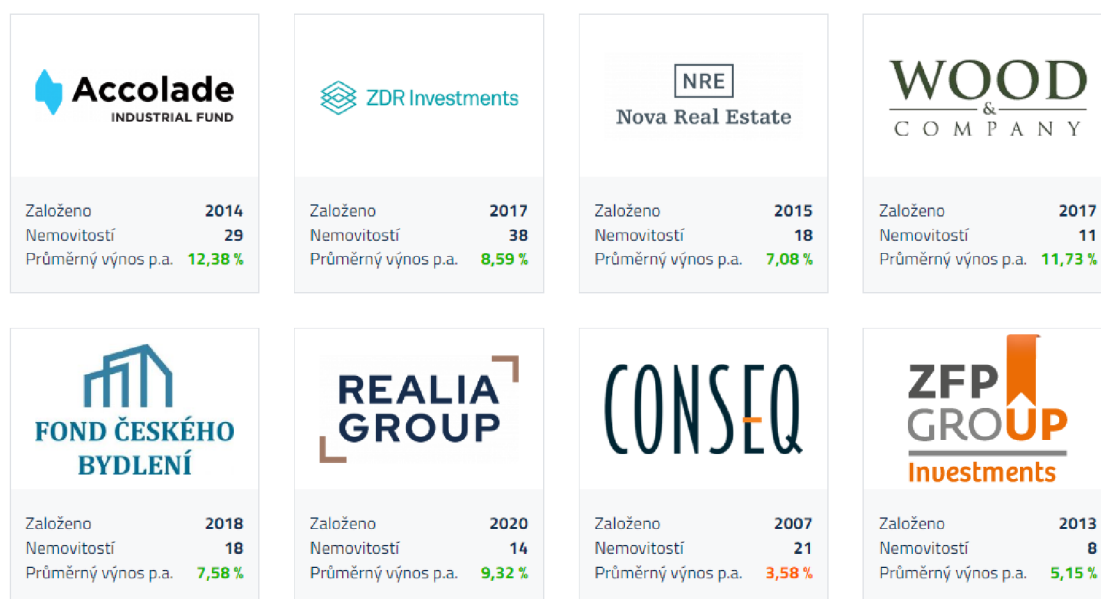 Accolade
INDUSTRIAL FUND
Založeno 2014
Nemovitostí 29
Průměrný výnos p.a. 12,38 %
ZDR Investments
Založeno 2017
Nemovitostí 38
Průměrný výnos p.a. 8,59 %
NRE
Nova Real Estate
Založeno 2015
Nemovitostí 18
Průměrný výnos p.a. 7,08 %
WOOD
&
COMPANY
Založeno 2017
Nemovitostí 11
Průměrný výnos p.a. 11,73 %
FOND ČESKÉHO
BYDLENÍ
Založeno 2018
Nemovitostí 18
Průměrný výnos p.a. 7,58 %
REALIA
GROUP
Založeno 2020
Nemovitostí 14
Průměrný výnos p.a. 9,32 %
CONSEQ
Založeno 2007
Nemovitostí 21
Průměrný výnos p.a. 3,58 %
ZFP
GROUP
Investments
Založeno 2013
Nemovitostí 8
Průměrný výnos p.a. 5,15 %